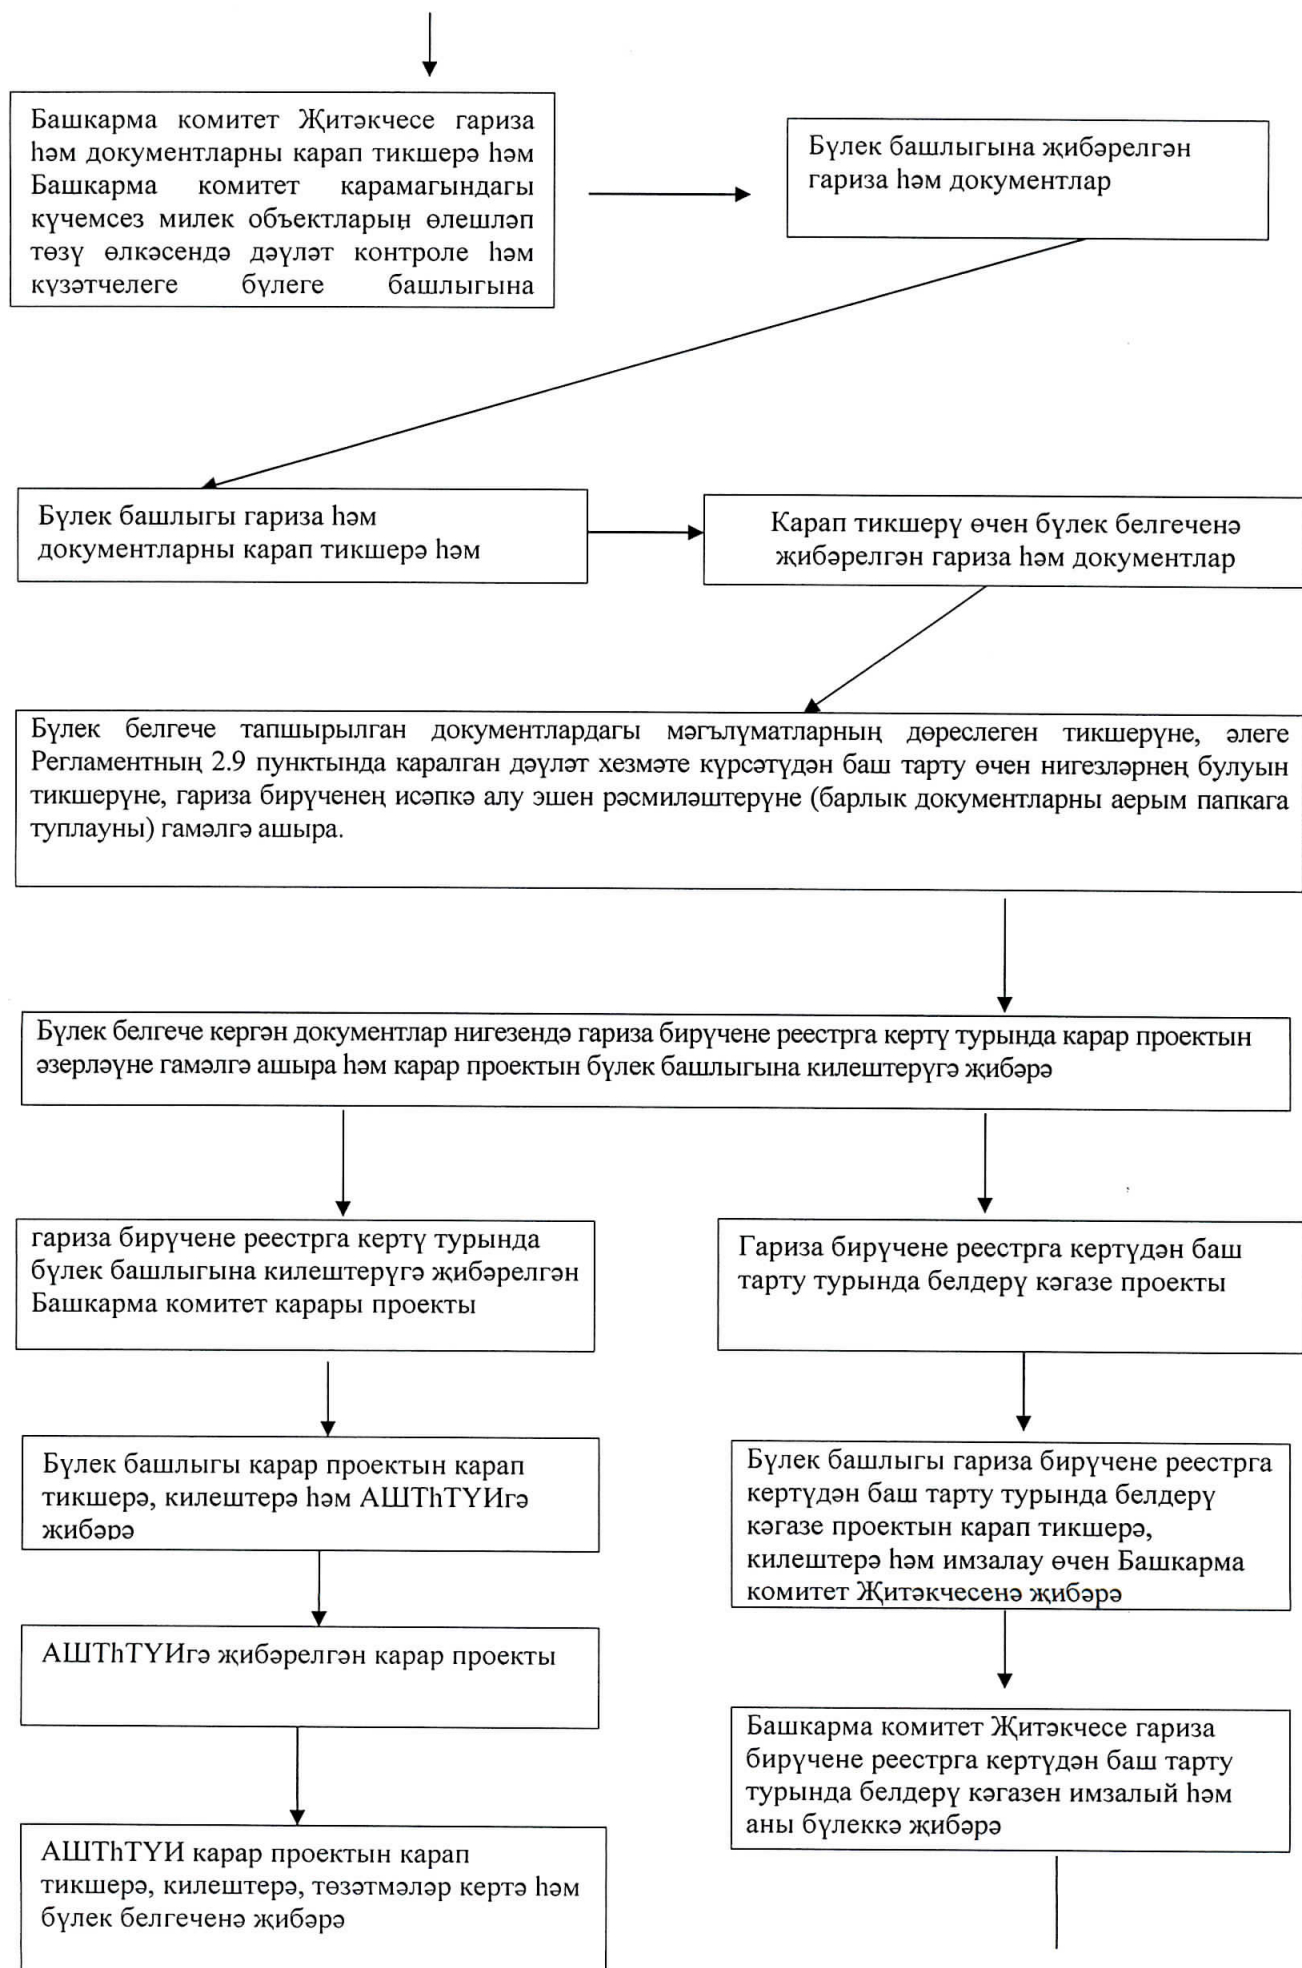 Башкарма комитет Җитәкчесе гариза
һәм документларны карап тикшерә һәм
Башкарма комитет карамагындагы
күчемсез милек объектларын өлешләп
төзү өлкәсендә дәүләт контроле һәм
күзәтчелеге бүлеге башлыгына
Бүлек башлыгына җибәрелгән
гариза һәм документлар
Бүлек башлыгы гариза һәм
документларны карап тикшерә һәм
Карап тикшерү өчен бүлек белгеченә
җибәрелгән гариза һәм документлар
Бүлек белгече тапшырылган документлардагы мәгълүматларның дөреслеген тикшерүне, әлеге
Регламентның 2.9 пунктында каралган дәүләт хезмәте күрсәтүдән баш тарту өчен нигезләрнең булуын
тикшерүне, гариза бирүченең исәпкә алу эшен рәсмиләштерүне (барлык документларны аерым папкага
туплауны) гамәлгә ашыра.
Бүлек белгече кергән документлар нигезендә гариза бирүчене реестрга кертү турында карар проектын
әзерләүне гамәлгә ашыра һәм карар проектын бүлек башлыгына килештерүгә җибәрә
гариза бирүчене реестрга кертү турында
бүлек башлыгына килештерүгә җибәрелгән
Башкарма комитет карары проекты
Гариза бирүчене реестрга кертүдән баш
тарту турында белдерү кәгазе проекты
Бүлек башлыгы карар проектын карап
тикшерә, килештерә һәм АШТһТҮИгә
җибәрә
Бүлек башлыгы гариза бирүчене реестрга
кертүдән баш тарту турында белдерү
кәгазе проектын карап тикшерә,
килештерә һәм имзалау өчен Башкарма
комитет Җитәкчесенә җибәрә
АШТһТҮИгә җибәрелгән карар проекты
Башкарма комитет Җитәкчесе гариза
бирүчене реестрга кертүдән баш тарту
турында белдерү кәгазен имзалый һәм
аны бүлеккә җибәрә
АШТһТҮИ карар проектын карап
тикшерә, килештерә, төзәтмәләр кертә һәм
бүлек белгеченә җибәрә